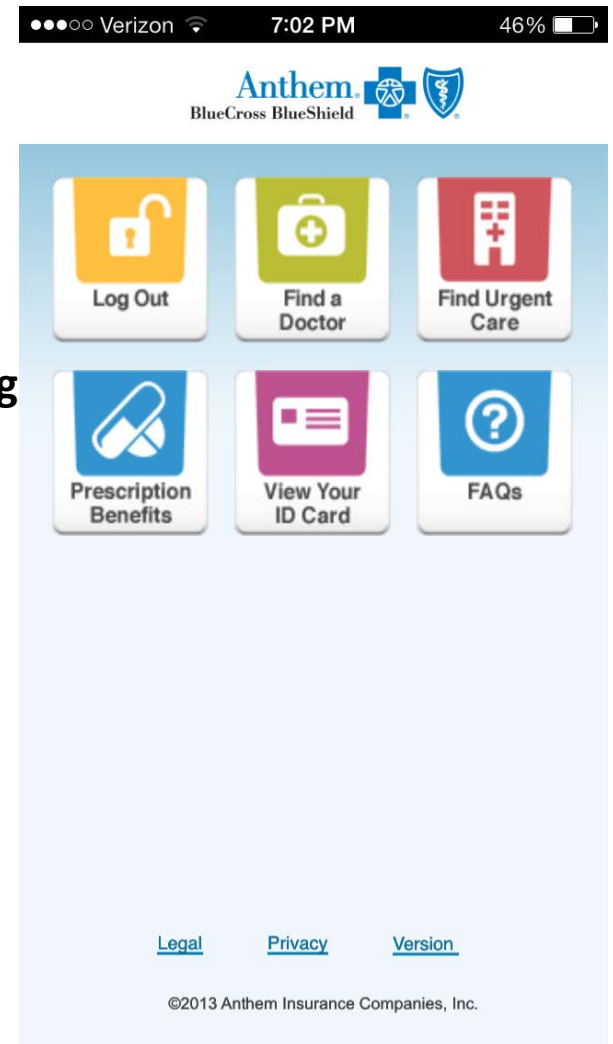 Verizon 7:02 PM 46%
Anthem®
BlueCross BlueShield ® ®
Log Out
Find a
Doctor
Find Urgent
Care
g
Prescription
Benefits
View Your
ID Card
FAQs
Legal Privacy Version
©2013 Anthem Insurance Companies, Inc.